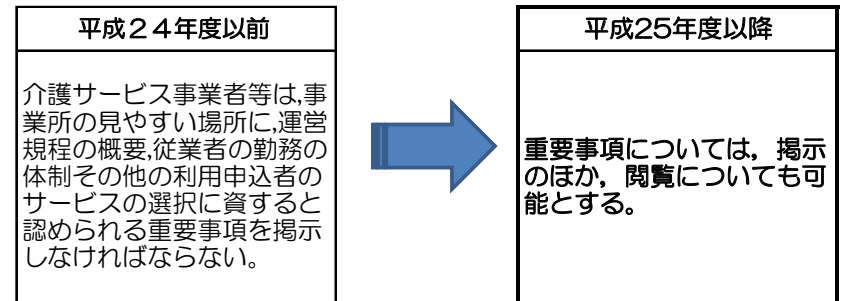 平成２４年度以前
介護サービス事業者等は,事
業所の見やすい場所に,運営
規程の概要,従業者の勤務の
体制その他の利用申込者の
サービスの選択に資すると
認められる重要事項を掲示
しなければならない。
平成25年度以降
重要事項については，掲示
のほか，閲覧についても可
能とする。